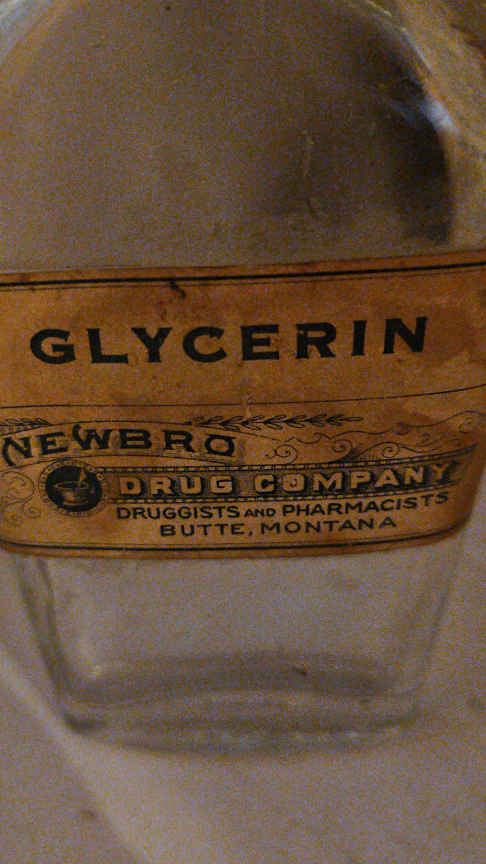 GLYCERIN
NEWBRO
DRUG COMPANY
DRUGGISTS AND PHARMACISTS
BUTTE, MONTANA